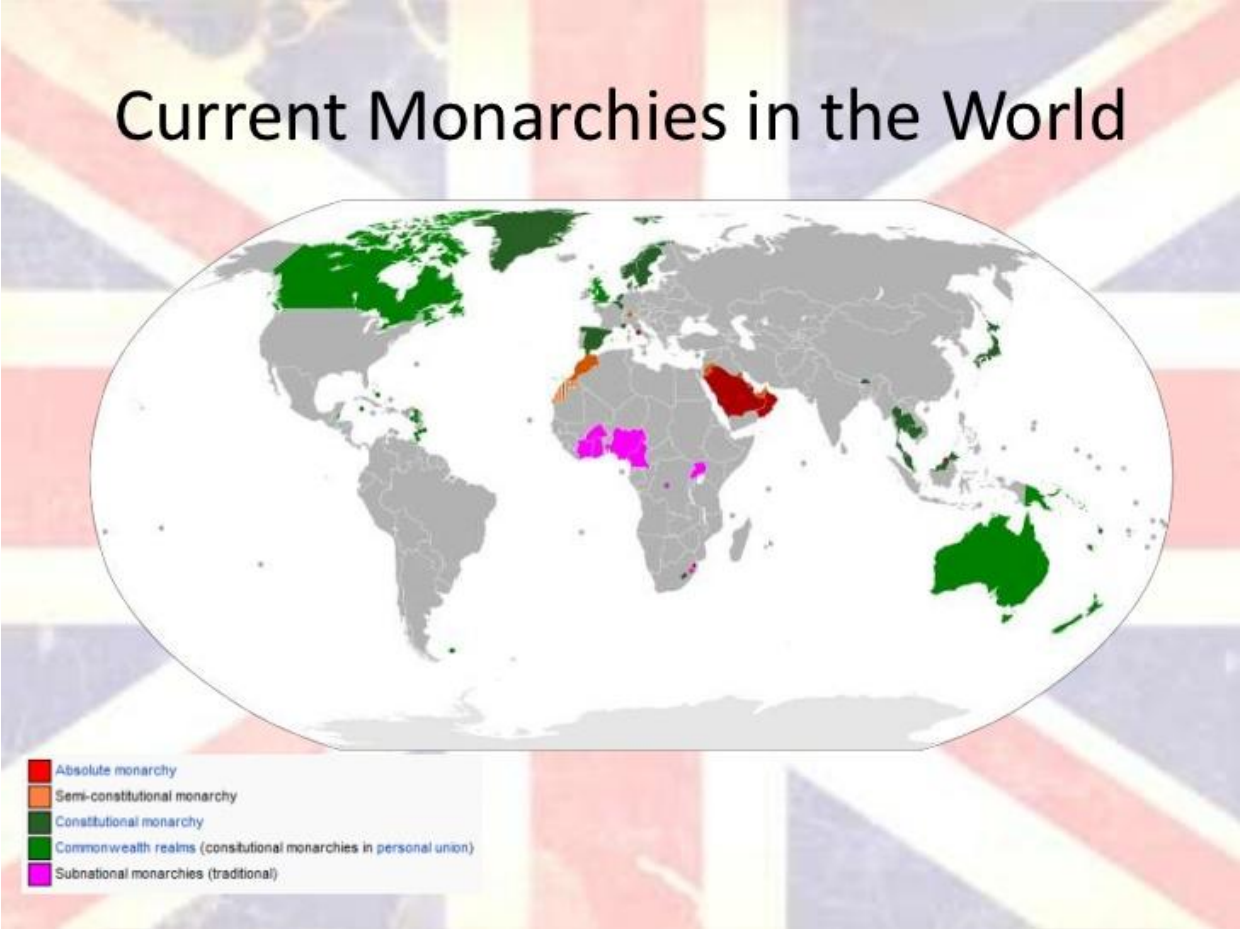 Current Monarchies in the World
Absolute monarchy
Semi-constitutional monarchy
Constitutional monarchy
Commonwealth realms (consitutional monarchies in personal union)
Subnational monarchies (traditional)